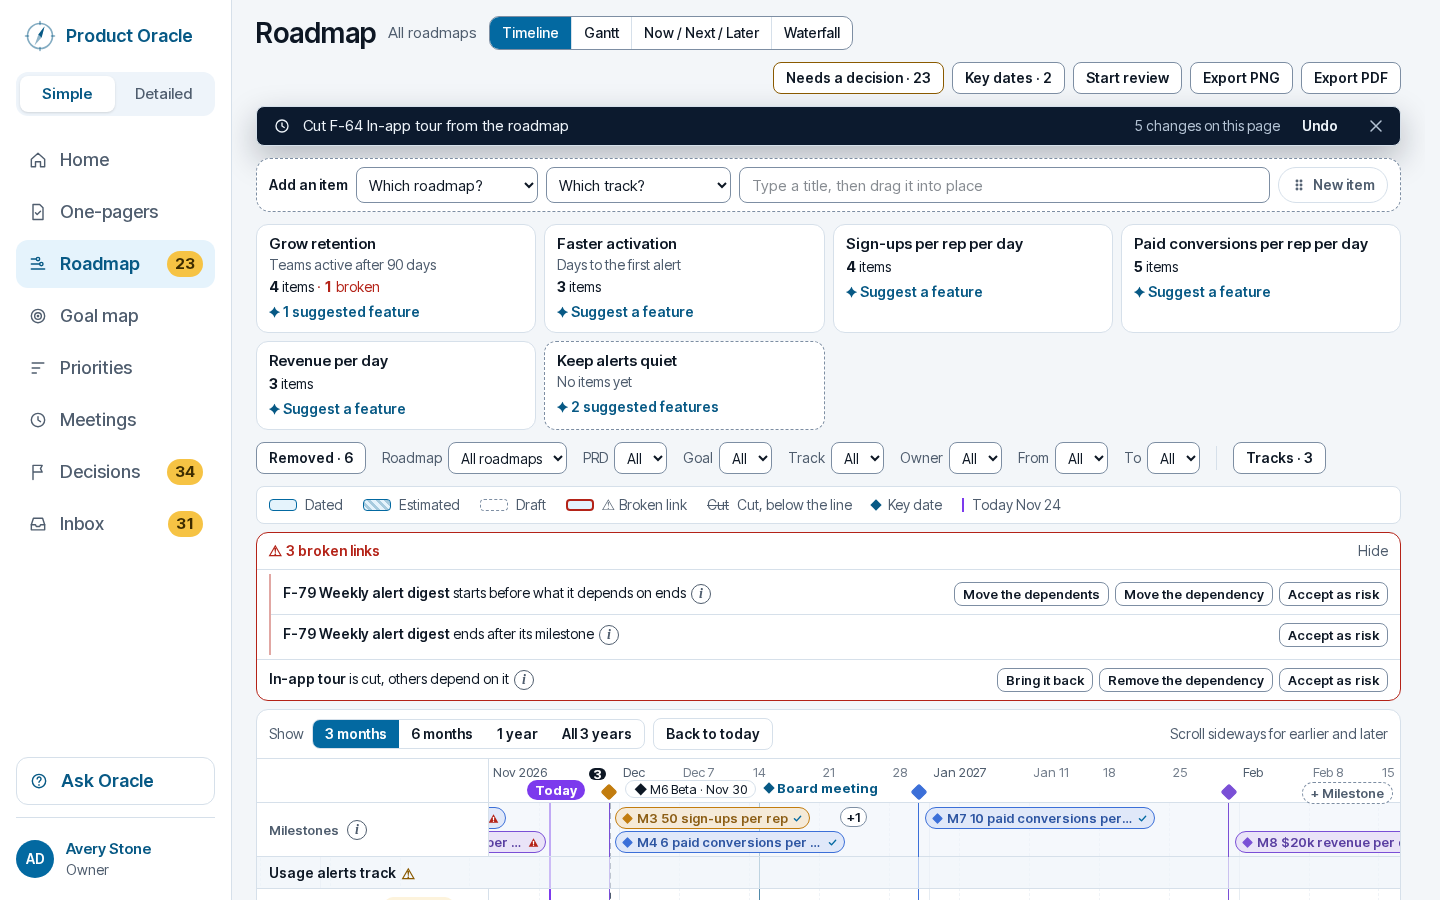 Product Oracle
Simple Detailed
Home
One-pagers
Roadmap 23
Goal map
Priorities
Meetings
Decisions 34
Inbox 31
Ask Oracle
AD Avery Stone
Owner
Roadmap All roadmaps Timeline Gantt Now / Next / Later Waterfall
Needs a decision · 23 Key dates · 2 Start review Export PNG Export PDF
Cut F-64 In-app tour from the roadmap 5 changes on this page Undo
Add an item Which roadmap? Which track? Type a title, then drag it into place New item
Grow retention
Teams active after 90 days
4 items · 1 broken
1 suggested feature
Faster activation
Days to the first alert
3 items
Suggest a feature
Sign-ups per rep per day
4 items
Suggest a feature
Paid conversions per rep per day
5 items
Suggest a feature
Revenue per day
3 items
Suggest a feature
Keep alerts quiet
No items yet
2 suggested features
Removed · 6 Roadmap All roadmaps PRD All Goal All Track All Owner All From All To All Tracks · 3
Dated Estimated Draft Broken link Cut Cut, below the line Key date Today Nov 24
3 broken links Hide
F-79 Weekly alert digest starts before what it depends on ends i Move the dependents Move the dependency Accept as risk
F-79 Weekly alert digest ends after its milestone i Accept as risk
In-app tour is cut, others depend on it i Bring it back Remove the dependency Accept as risk
Show 3 months 6 months 1 year All 3 years Back to today Scroll sideways for earlier and later
Nov 2026 3 Dec Dec 7 14 21 28 Jan 2027 Jan 11 18 25 Feb Feb 8 15
Today M6 Beta · Nov 30 Board meeting + Milestone
Milestones i
M3 50 sign-ups per rep +1 M7 10 paid conversions per...
per ... M4 6 paid conversions per ... M8 $20k revenue per
Usage alerts track